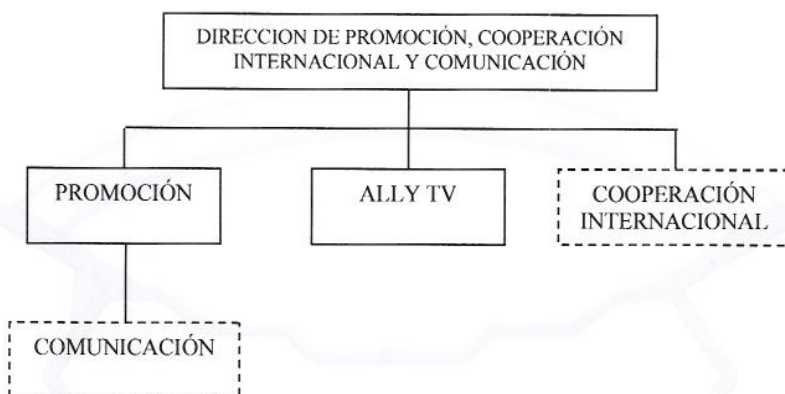 DIRECCION DE PROMOCIÓN, COOPERACIÓN
INTERNACIONAL Y COMUNICACIÓN
PROMOCIÓN
ALLY TV
COOPERACIÓN
INTERNACIONAL
COMUNICACIÓN